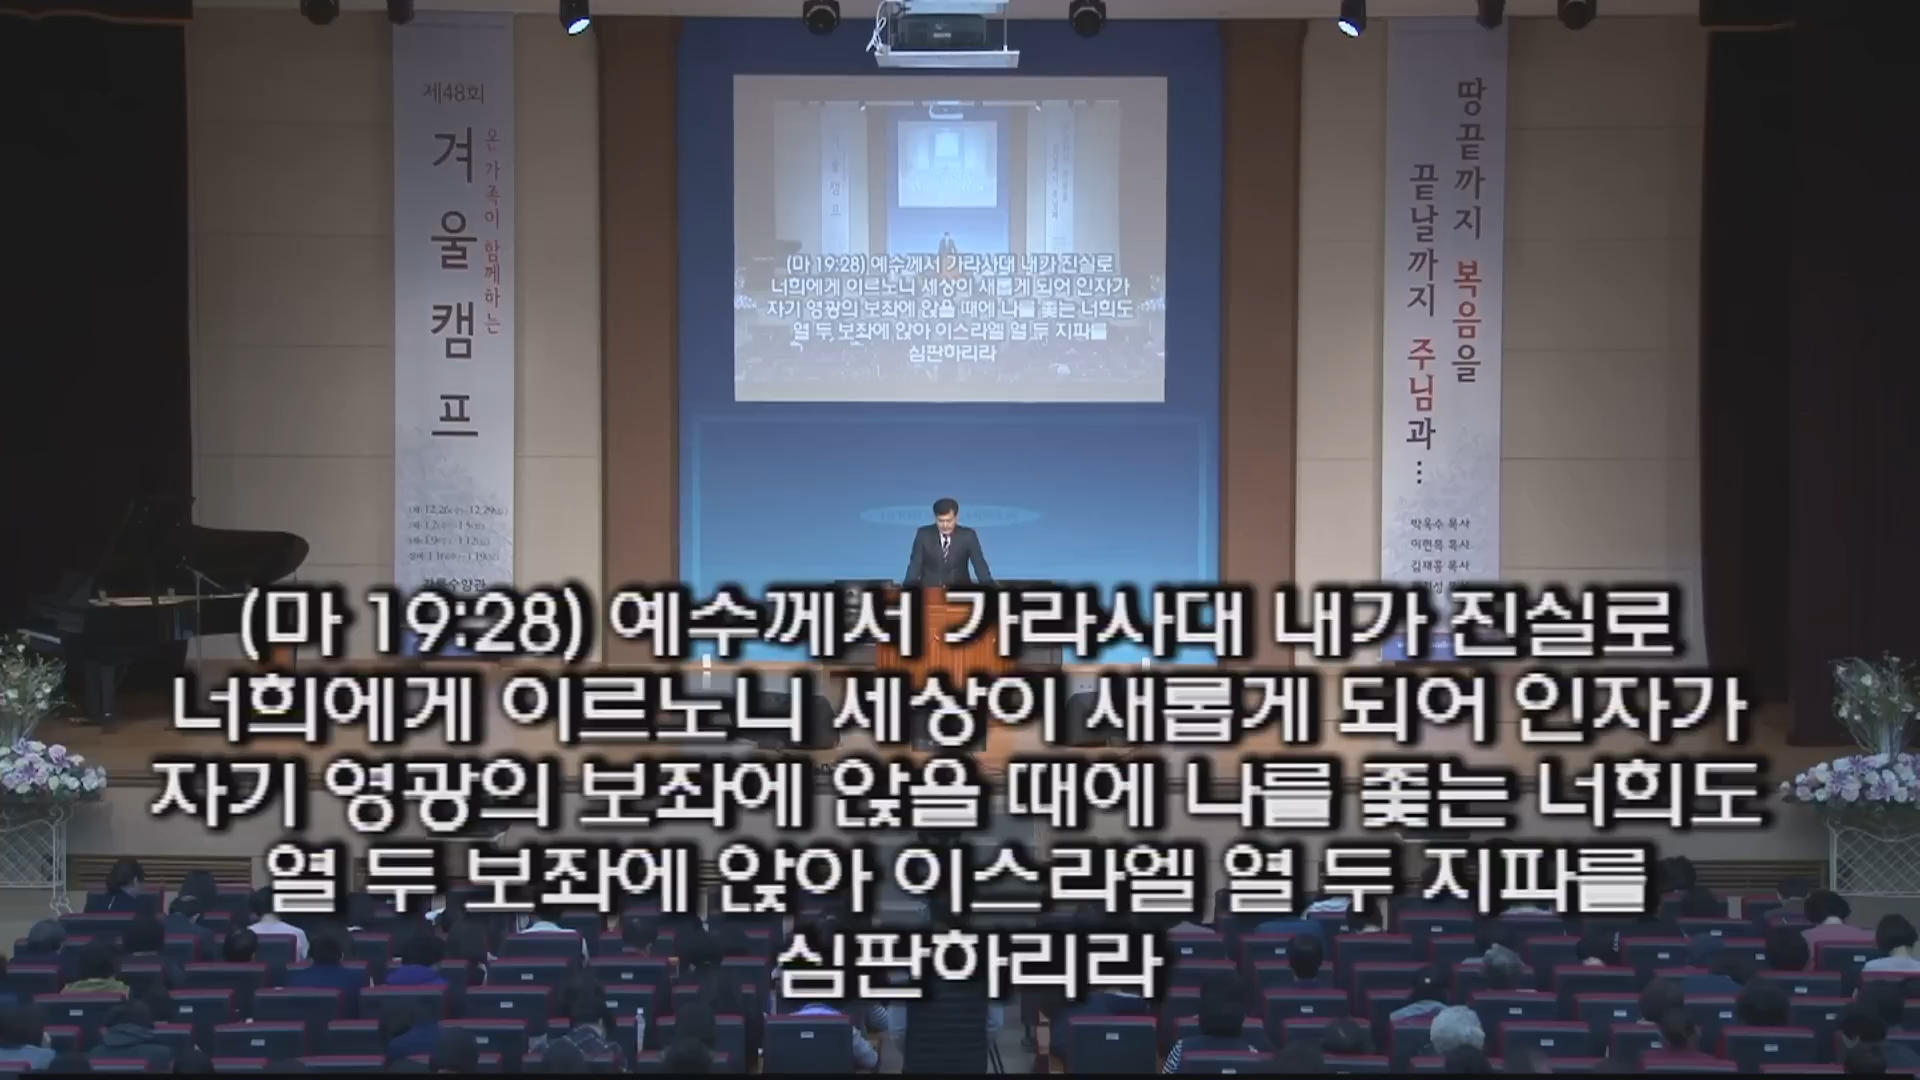 제48회
겨울캠프
온 가족이 함께하는
땅끝까지 복음을
끝날까지 주님과...
박옥수 목사
이헌목 목사
김재홍 목사
(마 19:28) 예수께서 가라사대 내가 진실로
너희에게 이르노니 세상이 새롭게 되어 인자가
자기 영광의 보좌에 앉을 때에 나를 좇는 너희도
열 두 보좌에 앉아 이스라엘 열 두 지파를
심판하리라
(마 19:28) 예수께서 가라사대 내가 진실로
너희에게 이르노니 세상이 새롭게 되어 인자가
자기 영광의 보좌에 앉을 때에 나를 좇는 너희도
열 두 보좌에 앉아 이스라엘 열 두 지파를
심판하리라